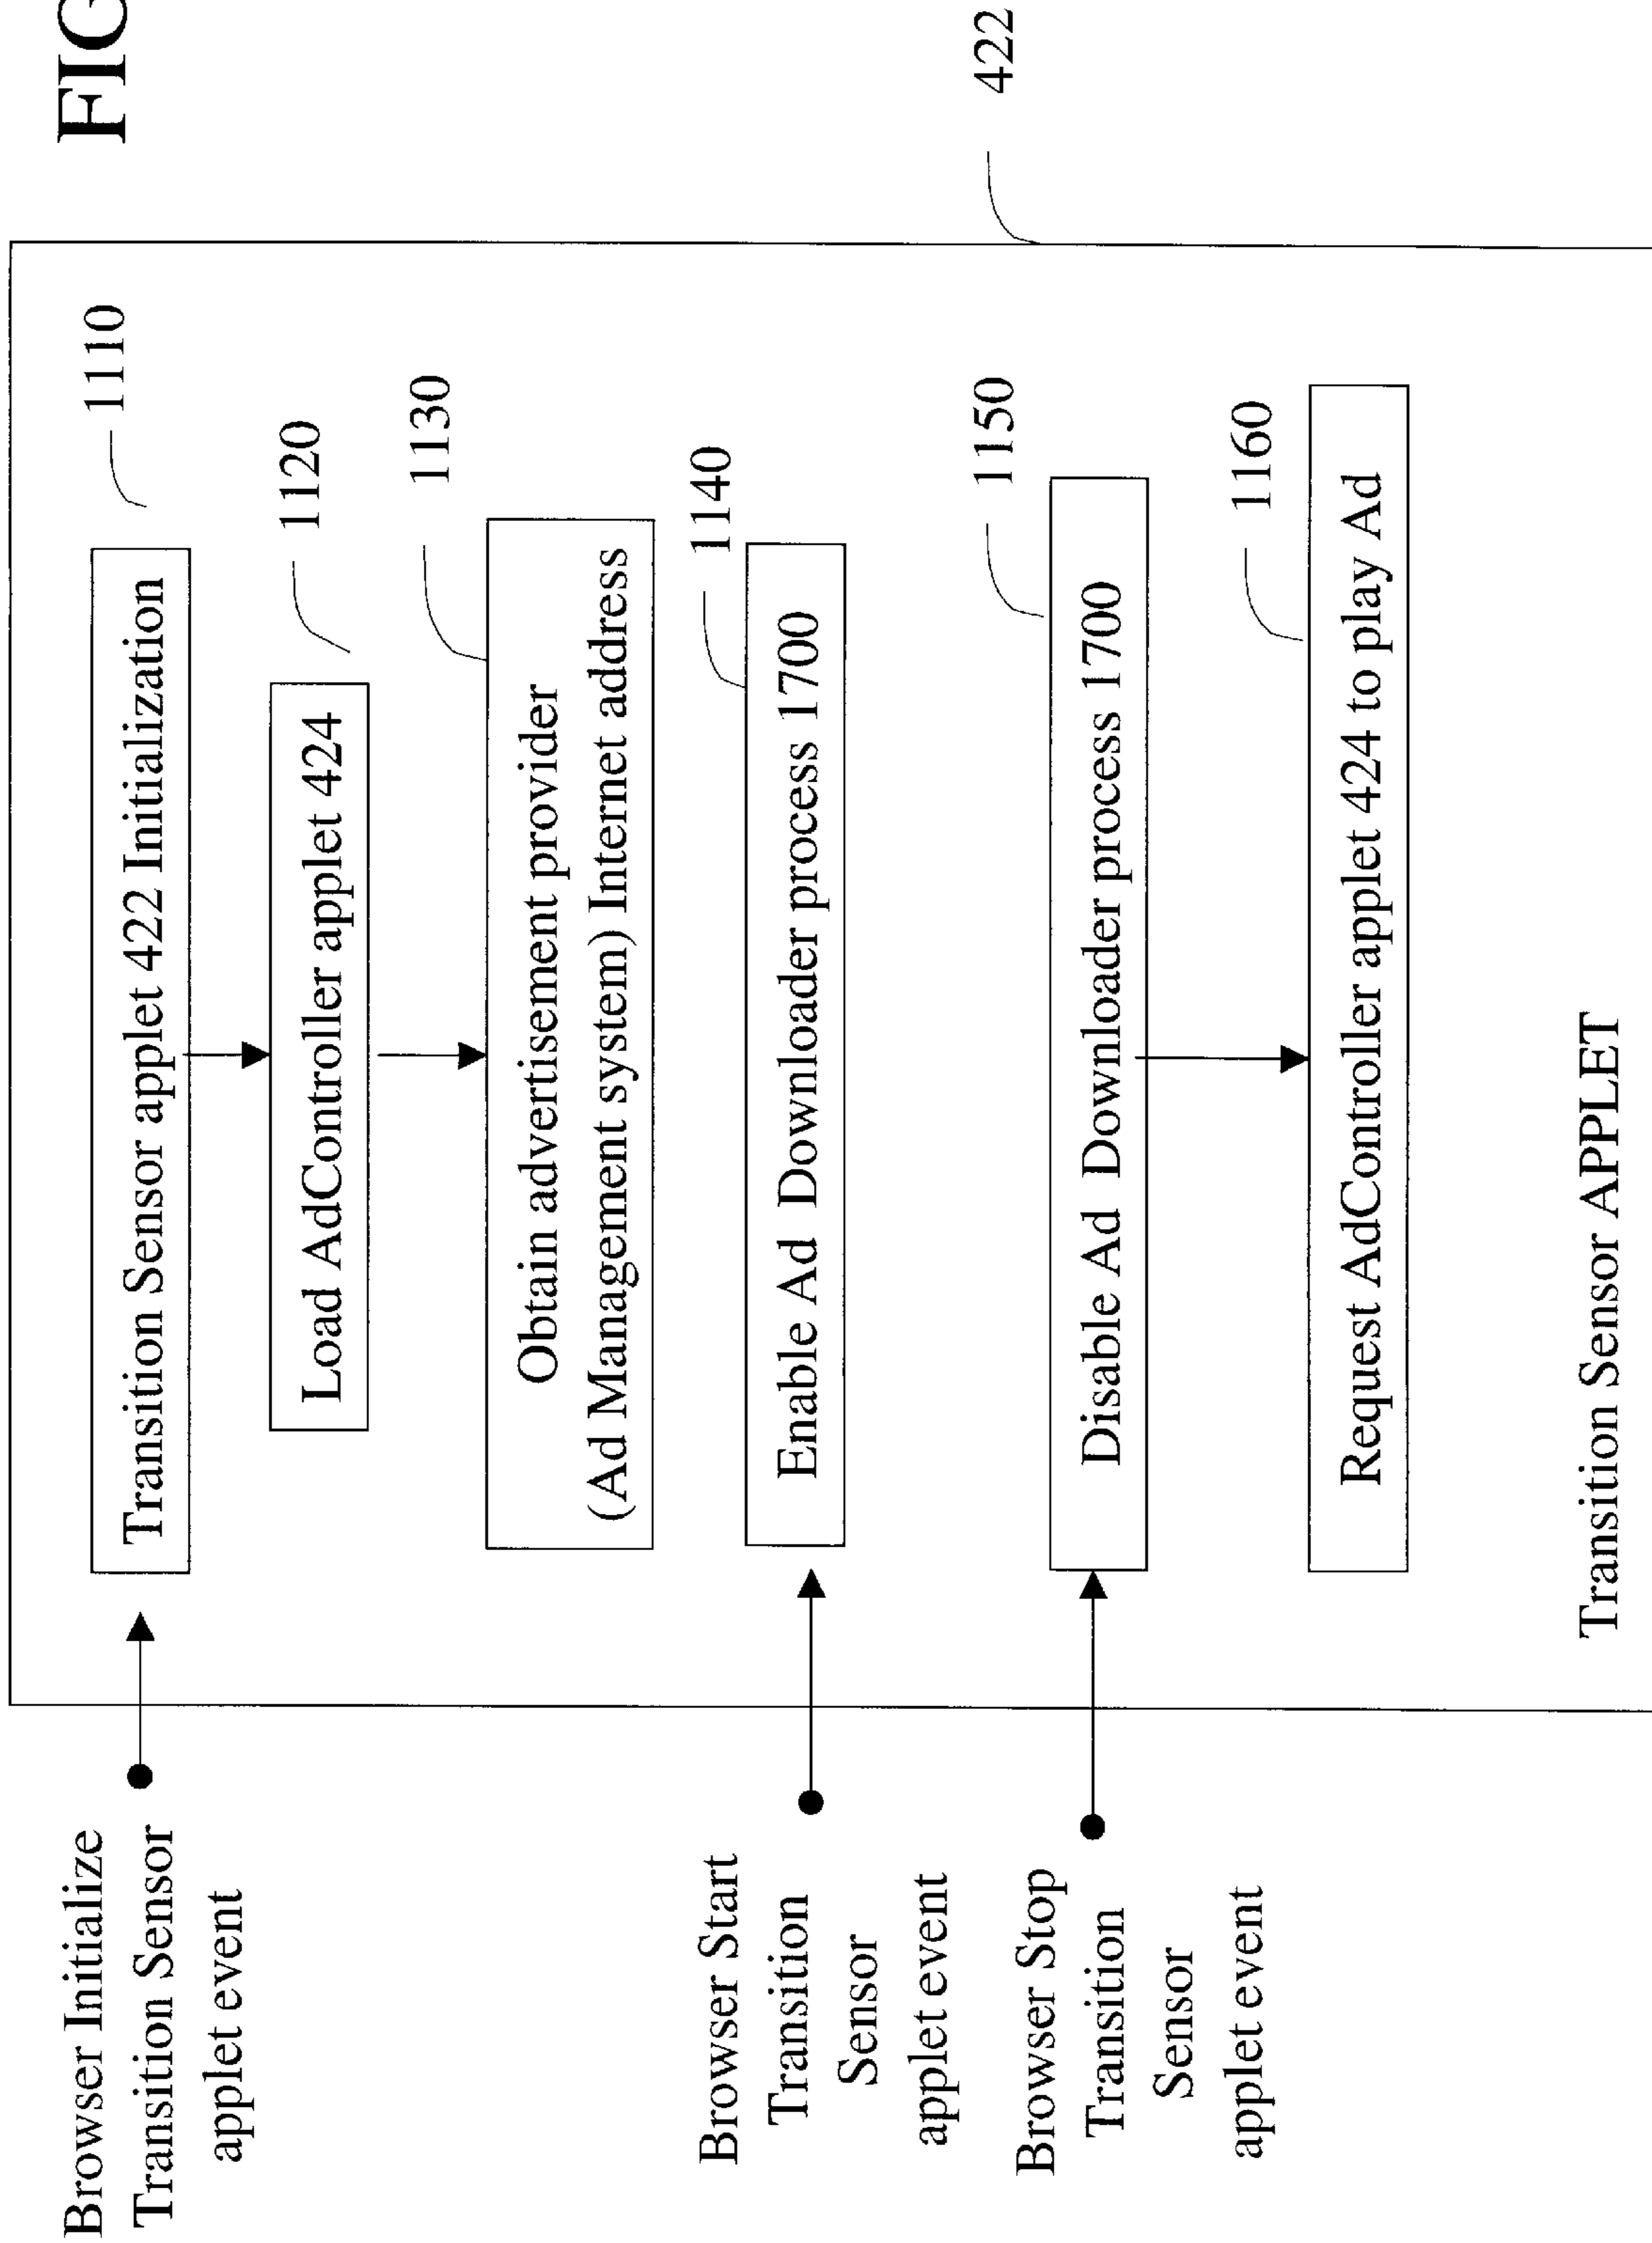 FIG
Browser Initialize
Transition Sensor
applet event
Transition Sensor applet 422 Initialization
1110
Load AdController applet 424
1120
Obtain advertisement provider
(Ad Management system) Internet address
1130
Browser Start
Transition
Sensor
applet event
Enable Ad Downloader process 1700
1140
Browser Stop
Transition
Sensor
applet event
Disable Ad Downloader process 1700
1150
422
Request AdController applet 424 to play Ad
1160
Transition Sensor APPLET